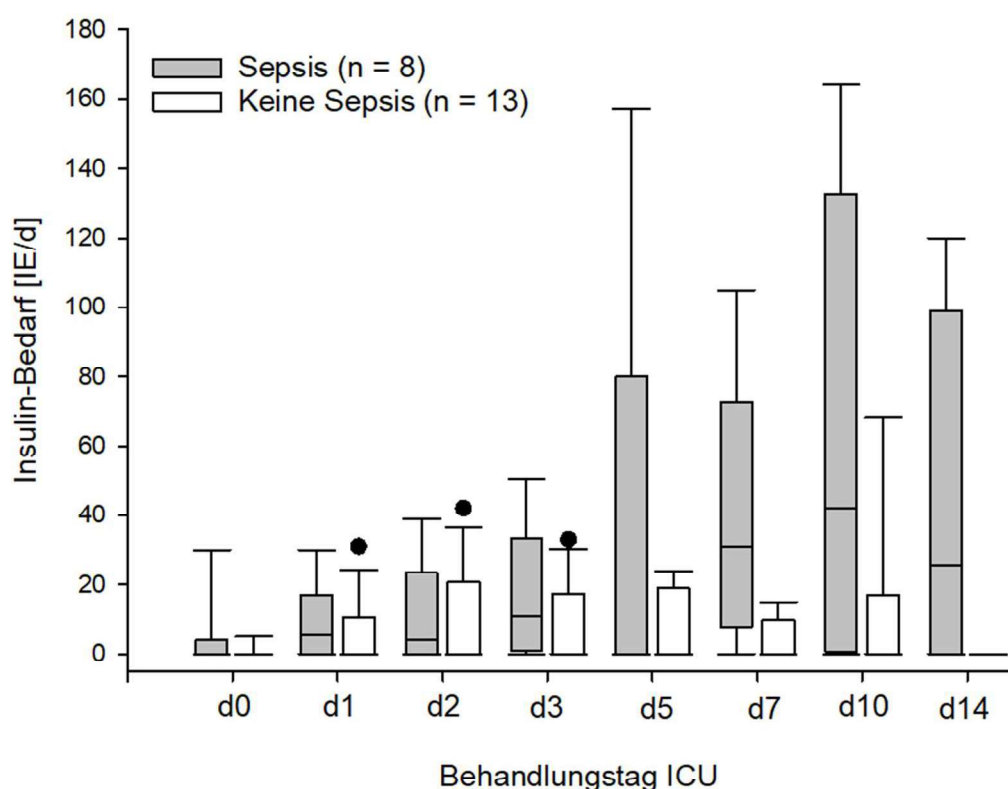 180
160
140
120
100
80
60
40
20
0
Insulin-Bedarf [IE/d]
Sepsis (n = 8)
Keine Sepsis (n = 13)
d0 d1 d2 d3 d5 d7 d10 d14
Behandlungstag ICU